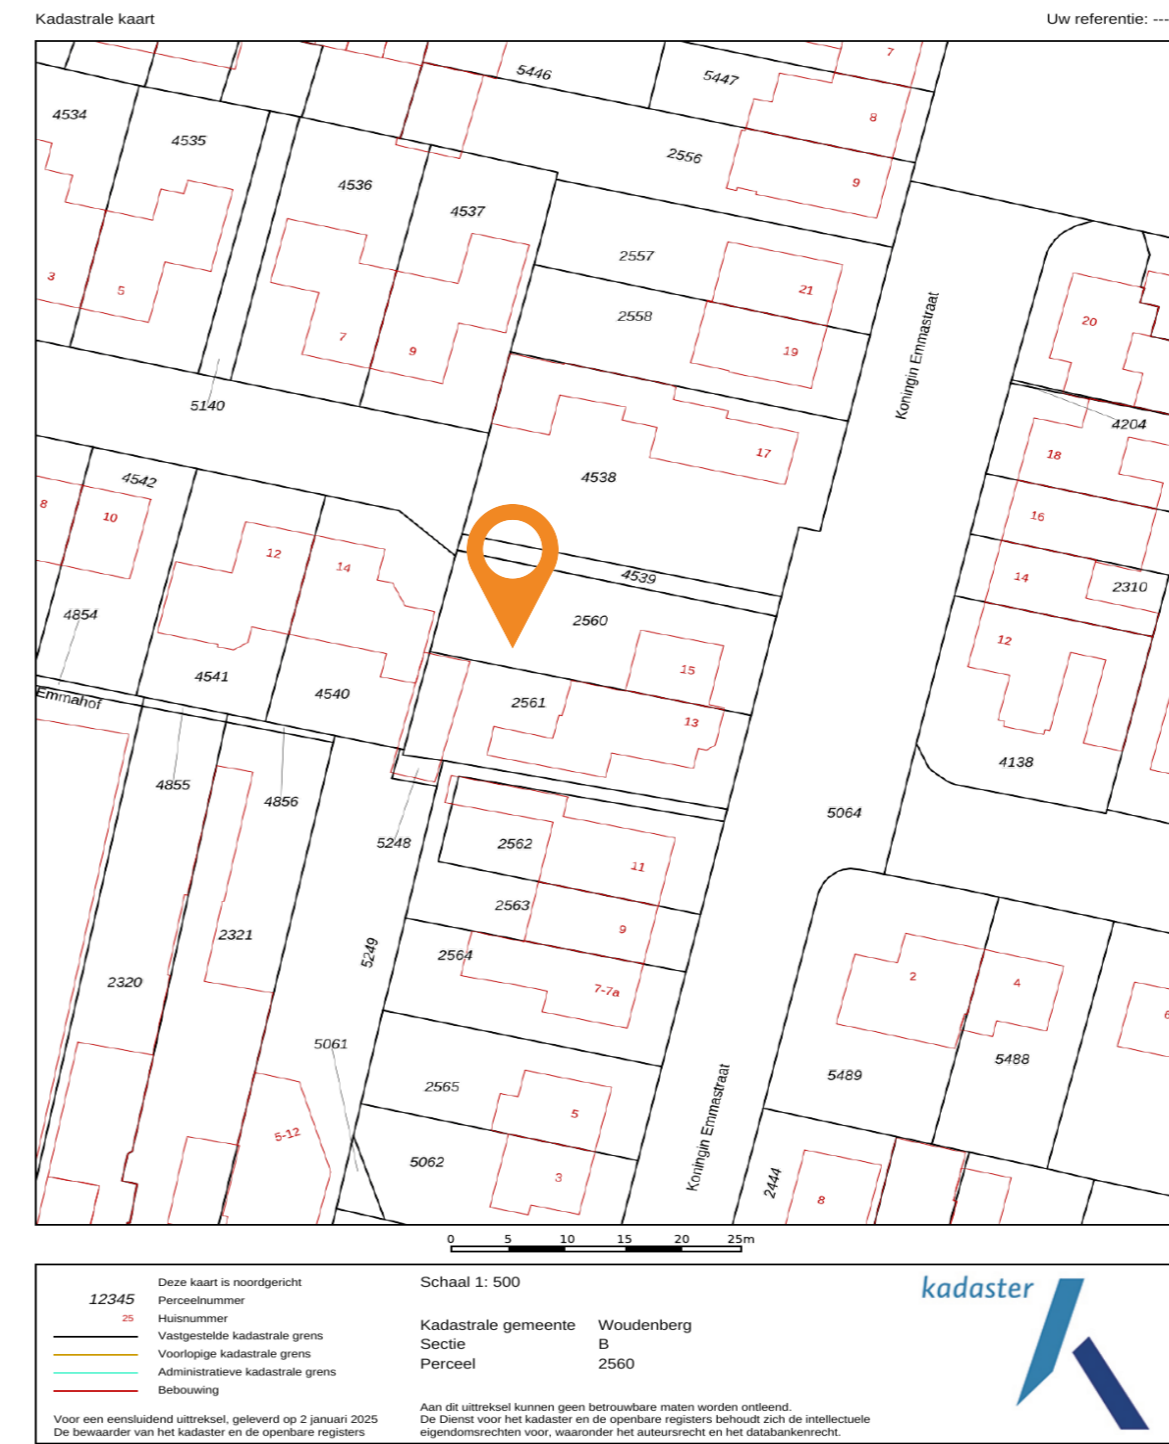 Kadastrale kaart
Uw referentie: ---
5446
5447
7
8
4534
4535
2556
9
4536
4537
2557
21
2558
19
3
5
7
9
5140
Koningin Emmastraat
20
4204
18
17
4538
4542
8
10
16
12
14
4539
14
2310
4854
2560
12
15
4541
4540
2561
13
Emmahof
4138
4855
4856
5064
5248
2562
11
2563
9
2321
5249
2564
2320
7-7a
2
4
6
5061
5488
5489
2565
5
5-12
Koningin Emmastraat
5062
3
2444
8
0 5 10 15 20 25m
Deze kaart is noordgericht
12345 Perceelnummer
25 Huisnummer
Vastgestelde kadastrale grens
Voorlopige kadastrale grens
Administratieve kadastrale grens
Bebouwing
Voor een eensluidend uittreksel, geleverd op 2 januari 2025
De bewaarder van het kadaster en de openbare registers
Schaal 1: 500
Kadastrale gemeente Woudenberg
Sectie B
Perceel 2560
Aan dit uittreksel kunnen geen betrouwbare maten worden ontleend.
De Dienst voor het kadaster en de openbare registers behoudt zich de intellectuele
eigendomsrechten voor, waaronder het auteursrecht en het databankenrecht.
kadaster